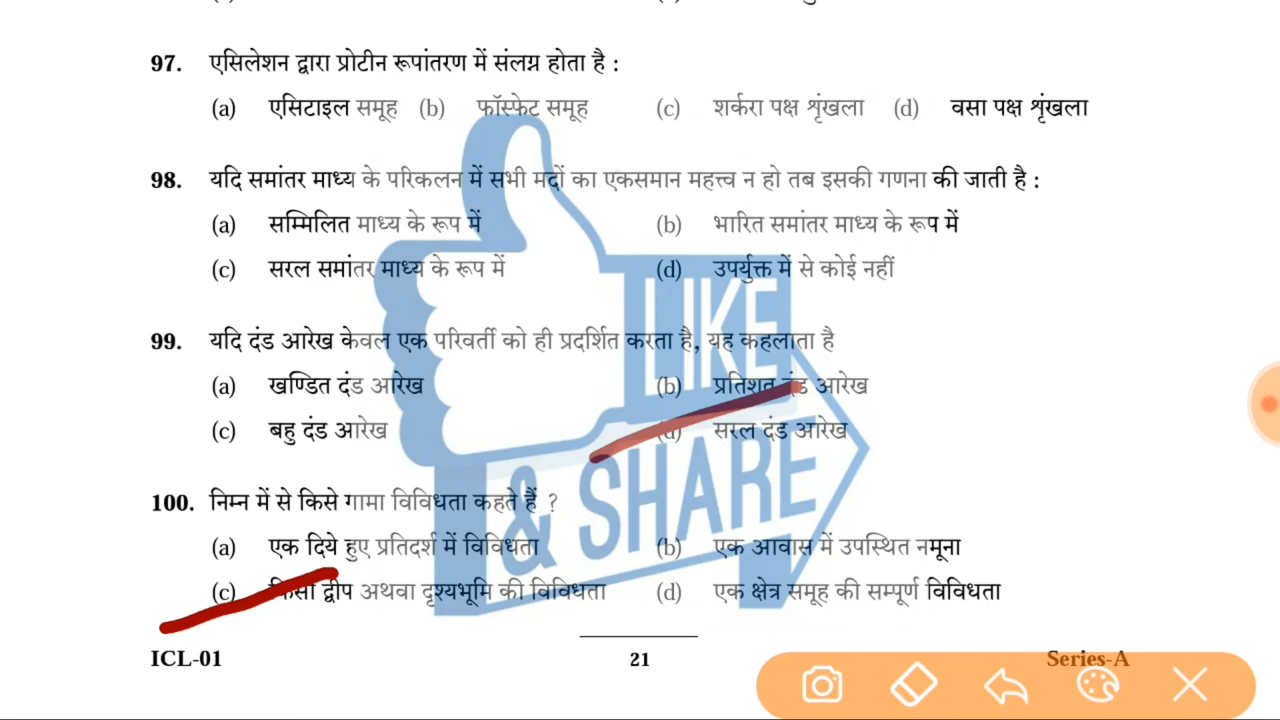 97. एसिलेशन द्वारा प्रोटीन रूपांतरण में संलग्न होता है :
(a) एसिटाइल समूह (b) फॉस्फेट समूह (c) शर्करा पक्ष शृंखला (d) वसा पक्ष शृंखला
98. यदि समांतर माध्य के परिकलन में सभी मदों का एकसमान महत्त्व न हो तब इसकी गणना की जाती है :
(a) सम्मिलित माध्य के रूप में (b) भारित समांतर माध्य के रूप में
(c) सरल समांतर माध्य के रूप में (d) उपर्युक्त में से कोई नहीं
99. यदि दंड आरेख केवल एक परिवर्ती को ही प्रदर्शित करता है, यह कहलाता है
(a) खण्डित दंड आरेख (b) प्रतिशत दंड आरेख
(c) बहु दंड आरेख (d) सरल दंड आरेख
100. निम्न में से किसे गामा विविधता कहते हैं ?
(a) एक दिये हुए प्रतिदर्श में विविधता (b) एक आवास में उपस्थित नमूना
(c) किसी द्वीप अथवा दृश्यभूमि की विविधता (d) एक क्षेत्र समूह की सम्पूर्ण विविधता
LIKE
& SHARE
ICL-01 21 Series-A